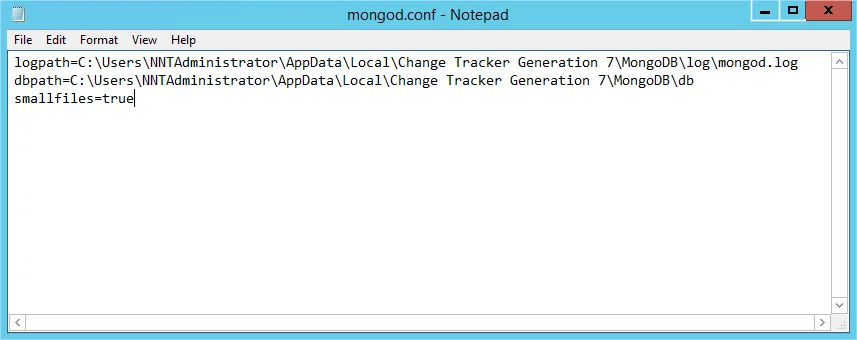 mongod.conf - Notepad
File Edit Format View Help
logpath=C:\Users\NNTAdministrator\AppData\Local\Change Tracker Generation 7\MongoDB\log\mongod.log
dbpath=C:\Users\NNTAdministrator\AppData\Local\Change Tracker Generation 7\MongoDB\db
smallfiles=true